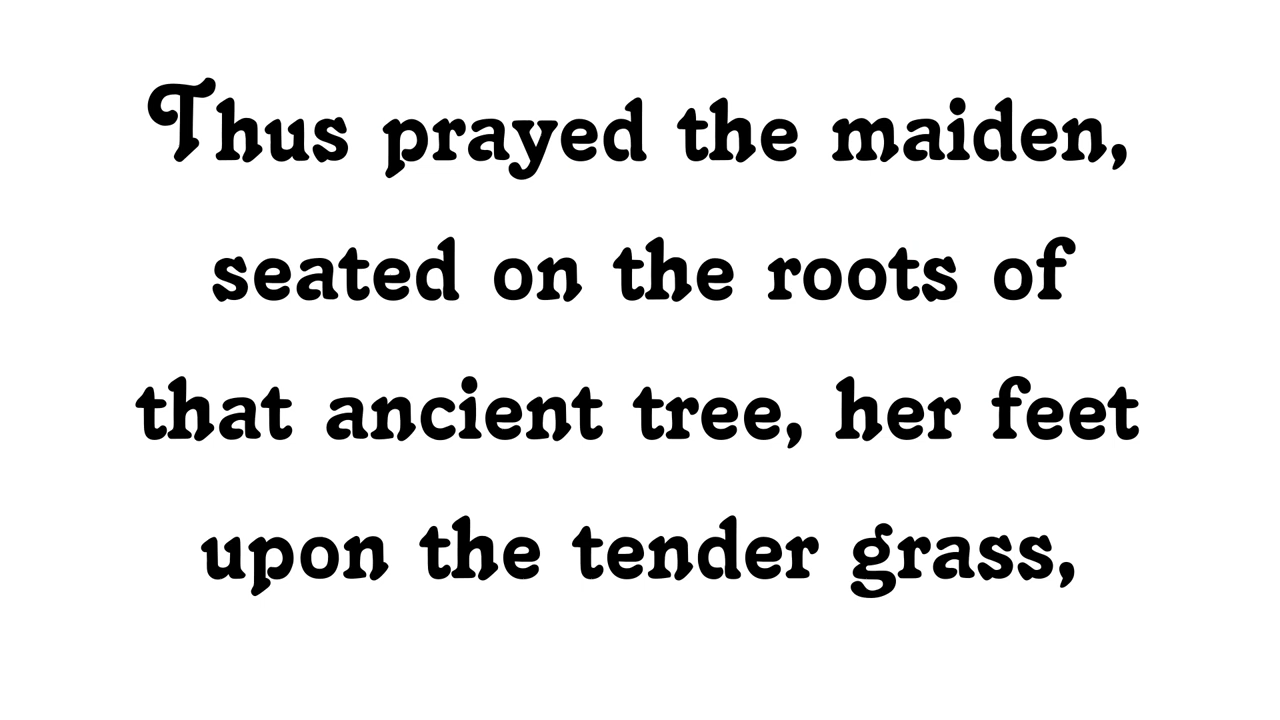 Thus prayed the maiden,
seated on the roots of
that ancient tree, her feet
upon the tender grass,